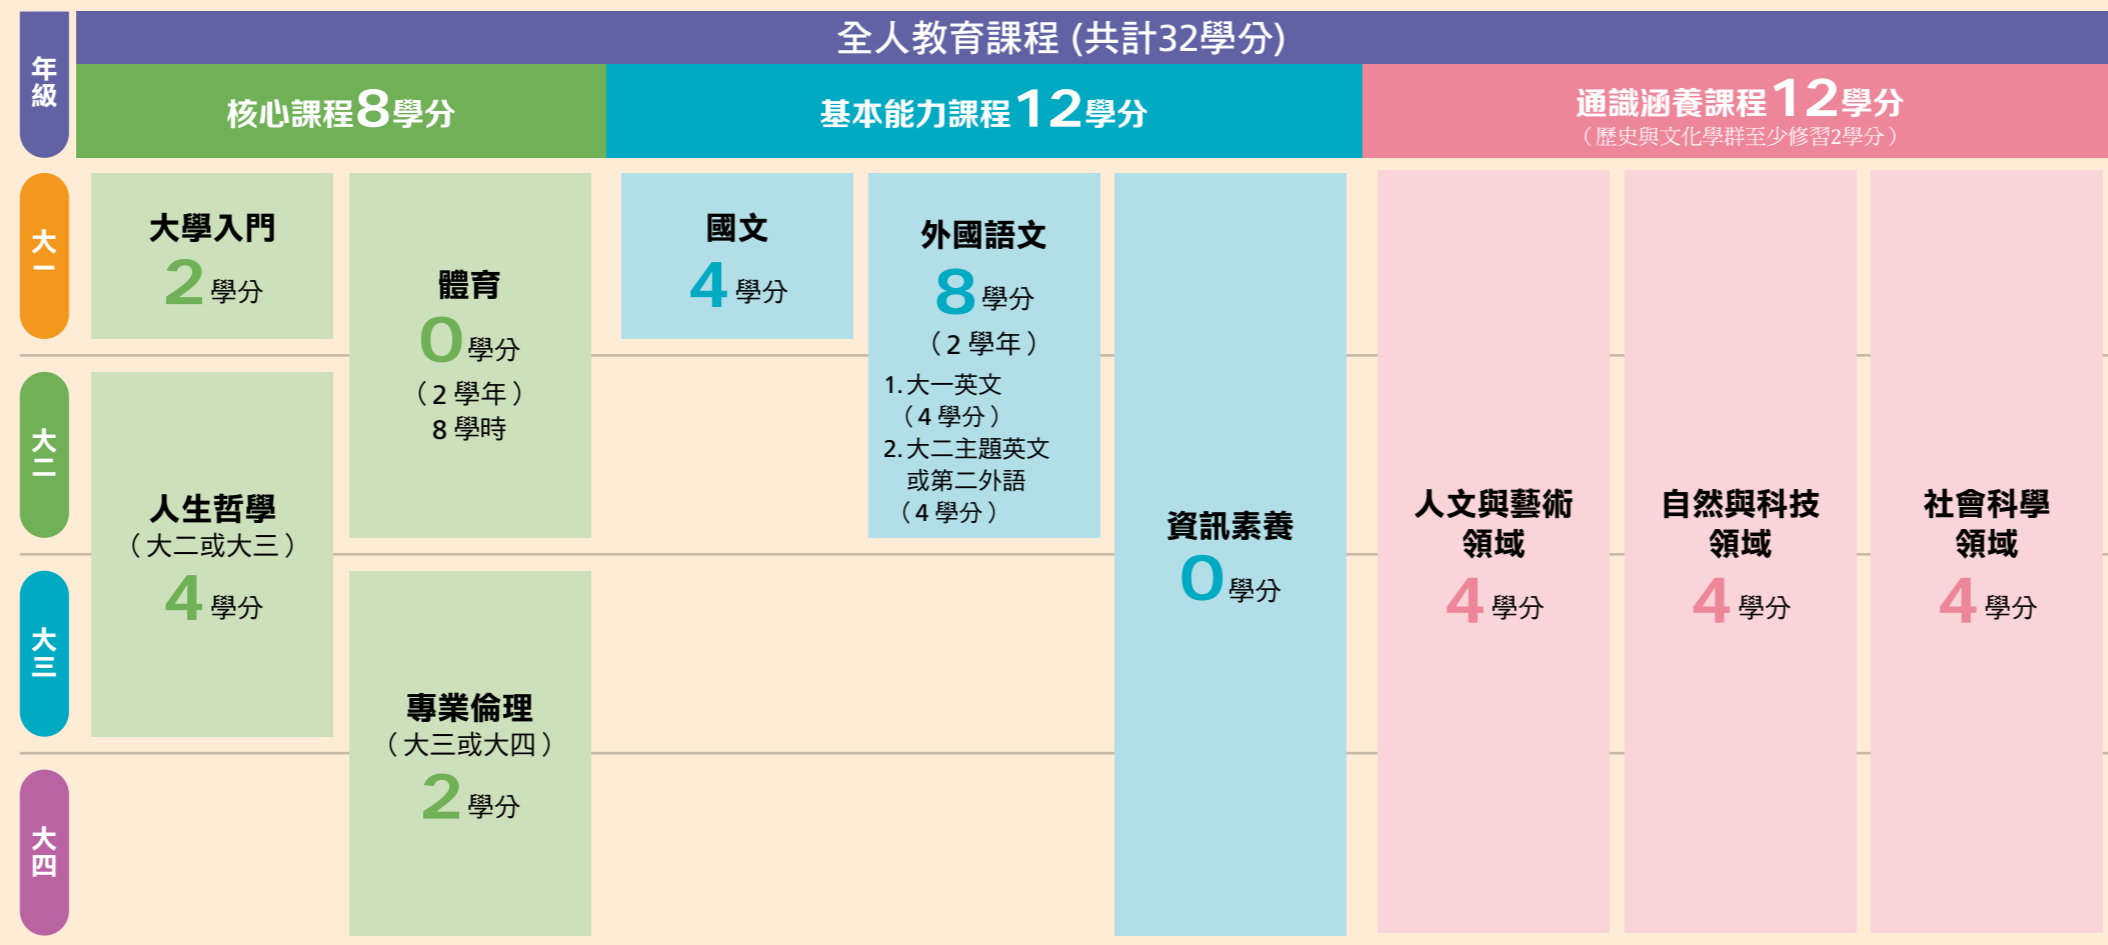 年級
全人教育課程 (共計32學分)
核心課程8學分
基本能力課程12學分
通識涵養課程12學分
（歷史與文化學群至少修習2學分）
大一
大學入門
2 學分
體育
0 學分
（2 學年）
8 學時
國文
4 學分
外國語文
8 學分
（2 學年）
1. 大一英文
（4 學分）
2. 大二主題英文
或第二外語
（4 學分）
資訊素養
0 學分
人文與藝術
領域
4 學分
自然與科技
領域
4 學分
社會科學
領域
4 學分
大二
人生哲學
（大二或大三）
4 學分
大三
專業倫理
（大三或大四）
2 學分
大四